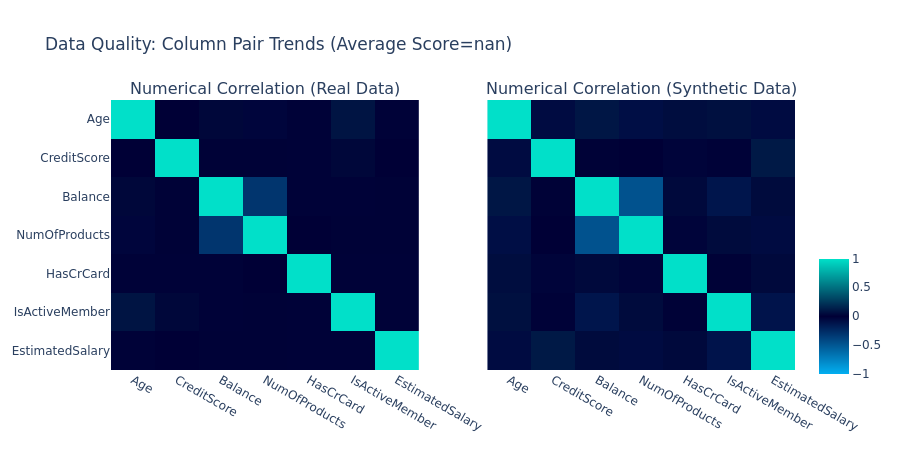 Data Quality: Column Pair Trends (Average Score=nan)
Numerical Correlation (Real Data)
Numerical Correlation (Synthetic Data)
Age
CreditScore
Balance
NumOfProducts
HasCrCard
IsActiveMember
EstimatedSalary
Age
CreditScore
Balance
NumOfProducts
HasCrCard
IsActiveMember
EstimatedSalary
Age
CreditScore
Balance
NumOfProducts
HasCrCard
IsActiveMember
EstimatedSalary
1
0.5
0
−0.5
−1